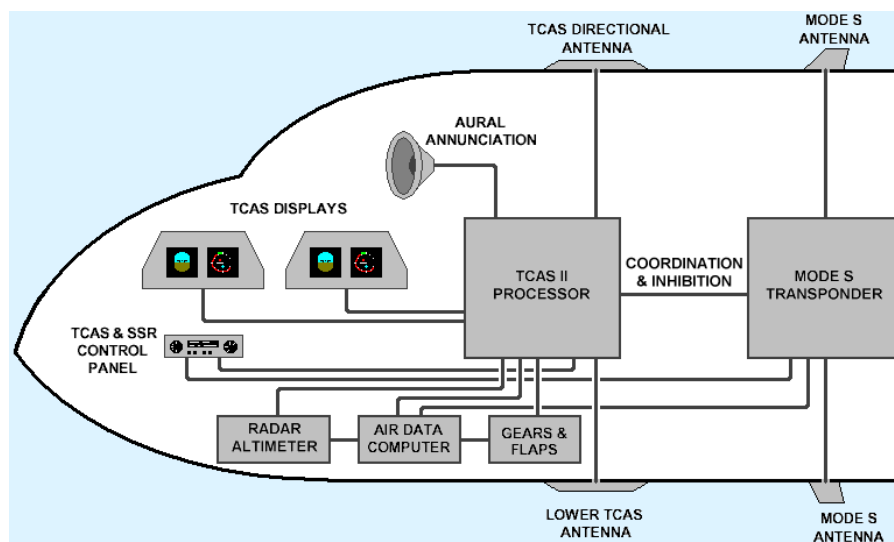 TCAS DIRECTIONAL
ANTENNA
MODE S
ANTENNA
AURAL
ANNUNCIATION
TCAS DISPLAYS
TCAS II
PROCESSOR
COORDINATION
& INHIBITION
MODE S
TRANSPONDER
TCAS & SSR
CONTROL
PANEL
RADAR
ALTIMETER
AIR DATA
COMPUTER
GEARS &
FLAPS
LOWER TCAS
ANTENNA
MODE S
ANTENNA